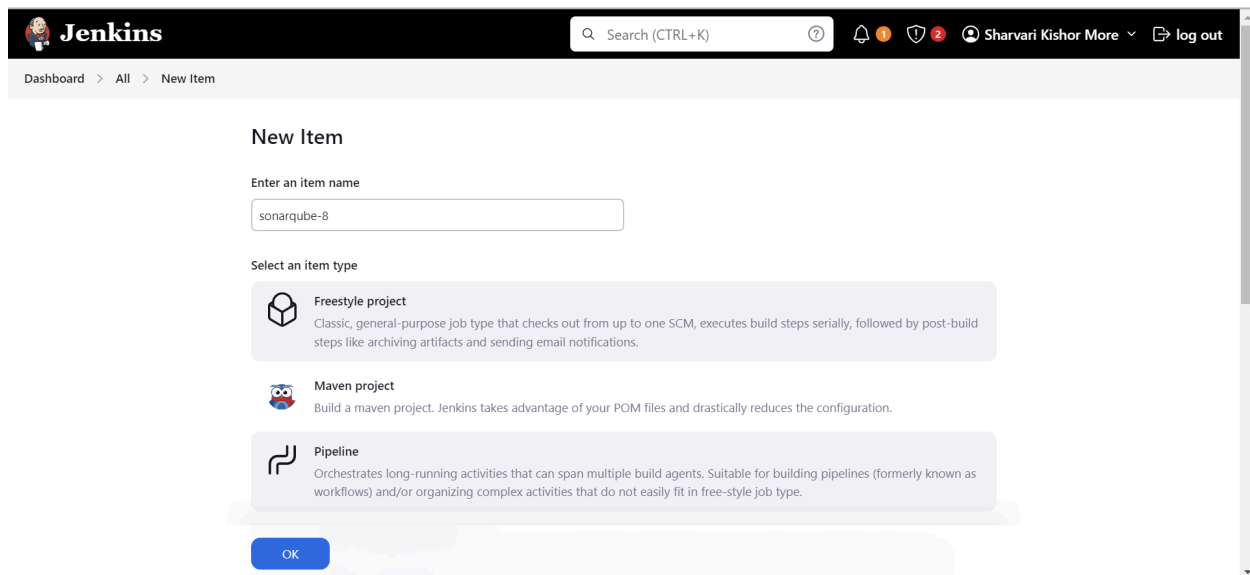 Jenkins
Search (CTRL+K)
?
1
2
Sharvari Kishor More
log out
Dashboard > All > New Item
New Item
Enter an item name
sonarqube-8
Select an item type
Freestyle project
Classic, general-purpose job type that checks out from up to one SCM, executes build steps serially, followed by post-build
steps like archiving artifacts and sending email notifications.
Maven project
Build a maven project. Jenkins takes advantage of your POM files and drastically reduces the configuration.
Pipeline
Orchestrates long-running activities that can span multiple build agents. Suitable for building pipelines (formerly known as
workflows) and/or organizing complex activities that do not easily fit in free-style job type.
OK